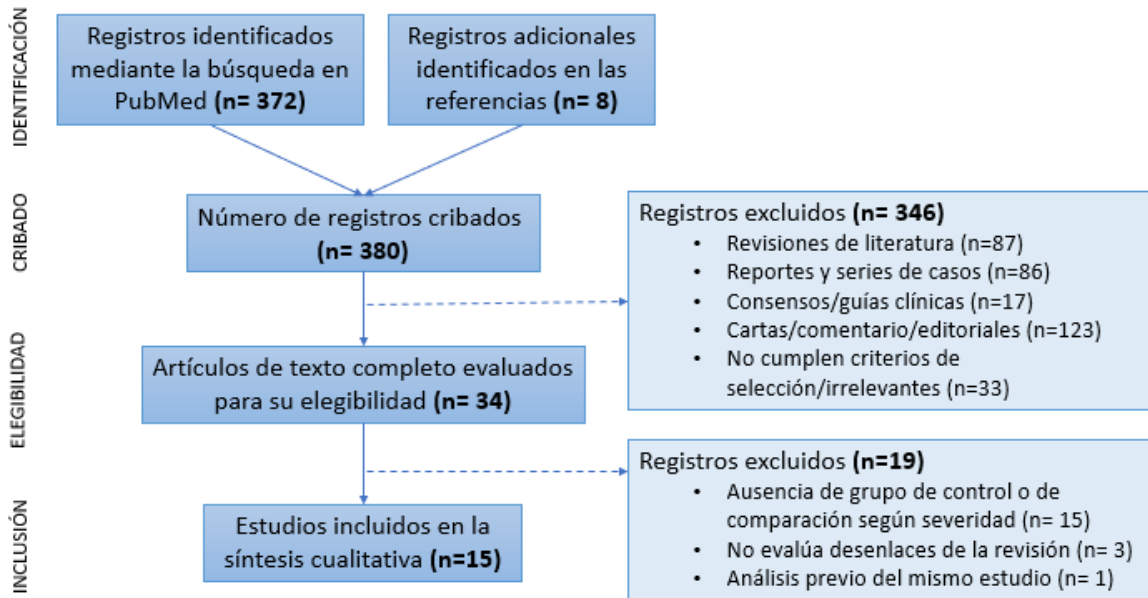 IDENTIFICACIÓN
Registros identificados
mediante la búsqueda en
PubMed (n= 372)
Registros adicionales
identificados en las
referencias (n= 8)
CRIBADO
Número de registros cribados
(n= 380)
Registros excluidos (n= 346)
• Revisiones de literatura (n=87)
• Reportes y series de casos (n=86)
• Consensos/guías clínicas (n=17)
• Cartas/comentario/editoriales (n=123)
• No cumplen criterios de
selección/irrelevantes (n=33)
ELEGIBILIDAD
Artículos de texto completo evaluados
para su elegibilidad (n= 34)
Registros excluidos (n=19)
• Ausencia de grupo de control o de
comparación según severidad (n= 15)
• No evalúa desenlaces de la revisión (n= 3)
• Análisis previo del mismo estudio (n= 1)
INCLUSIÓN
Estudios incluidos en la
síntesis cualitativa (n=15)